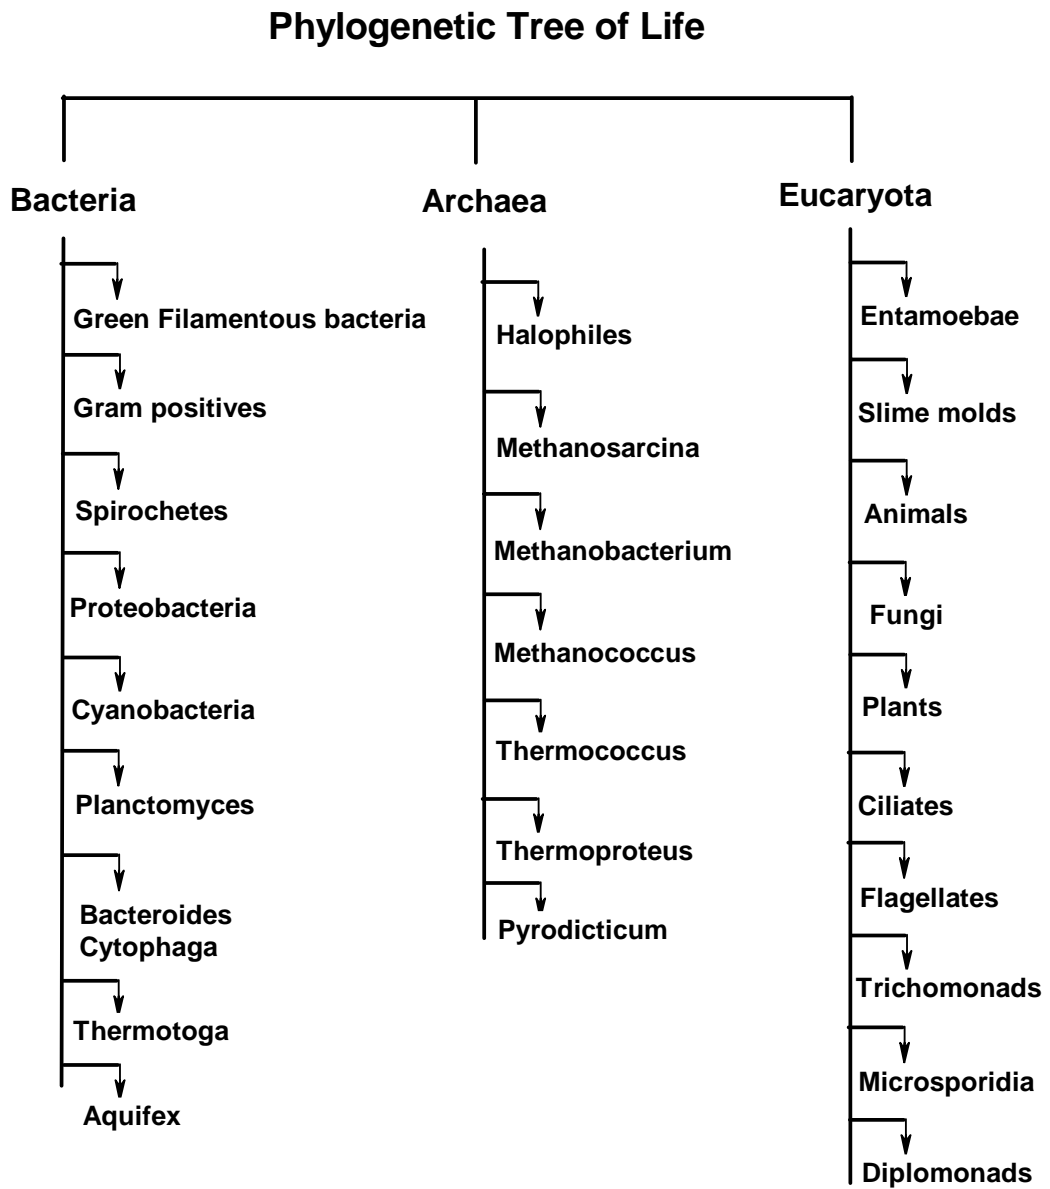 Phylogenetic Tree of Life
Bacteria
Green Filamentous bacteria
Gram positives
Spirochetes
Proteobacteria
Cyanobacteria
Planctomyces
Bacteroides
Cytophaga
Thermotoga
Aquifex
Archaea
Halophiles
Methanosarcina
Methanobacterium
Methanococcus
Thermococcus
Thermoproteus
Pyrodicticum
Eucaryota
Entamoebae
Slime molds
Animals
Fungi
Plants
Ciliates
Flagellates
Trichomonads
Microsporidia
Diplomonads